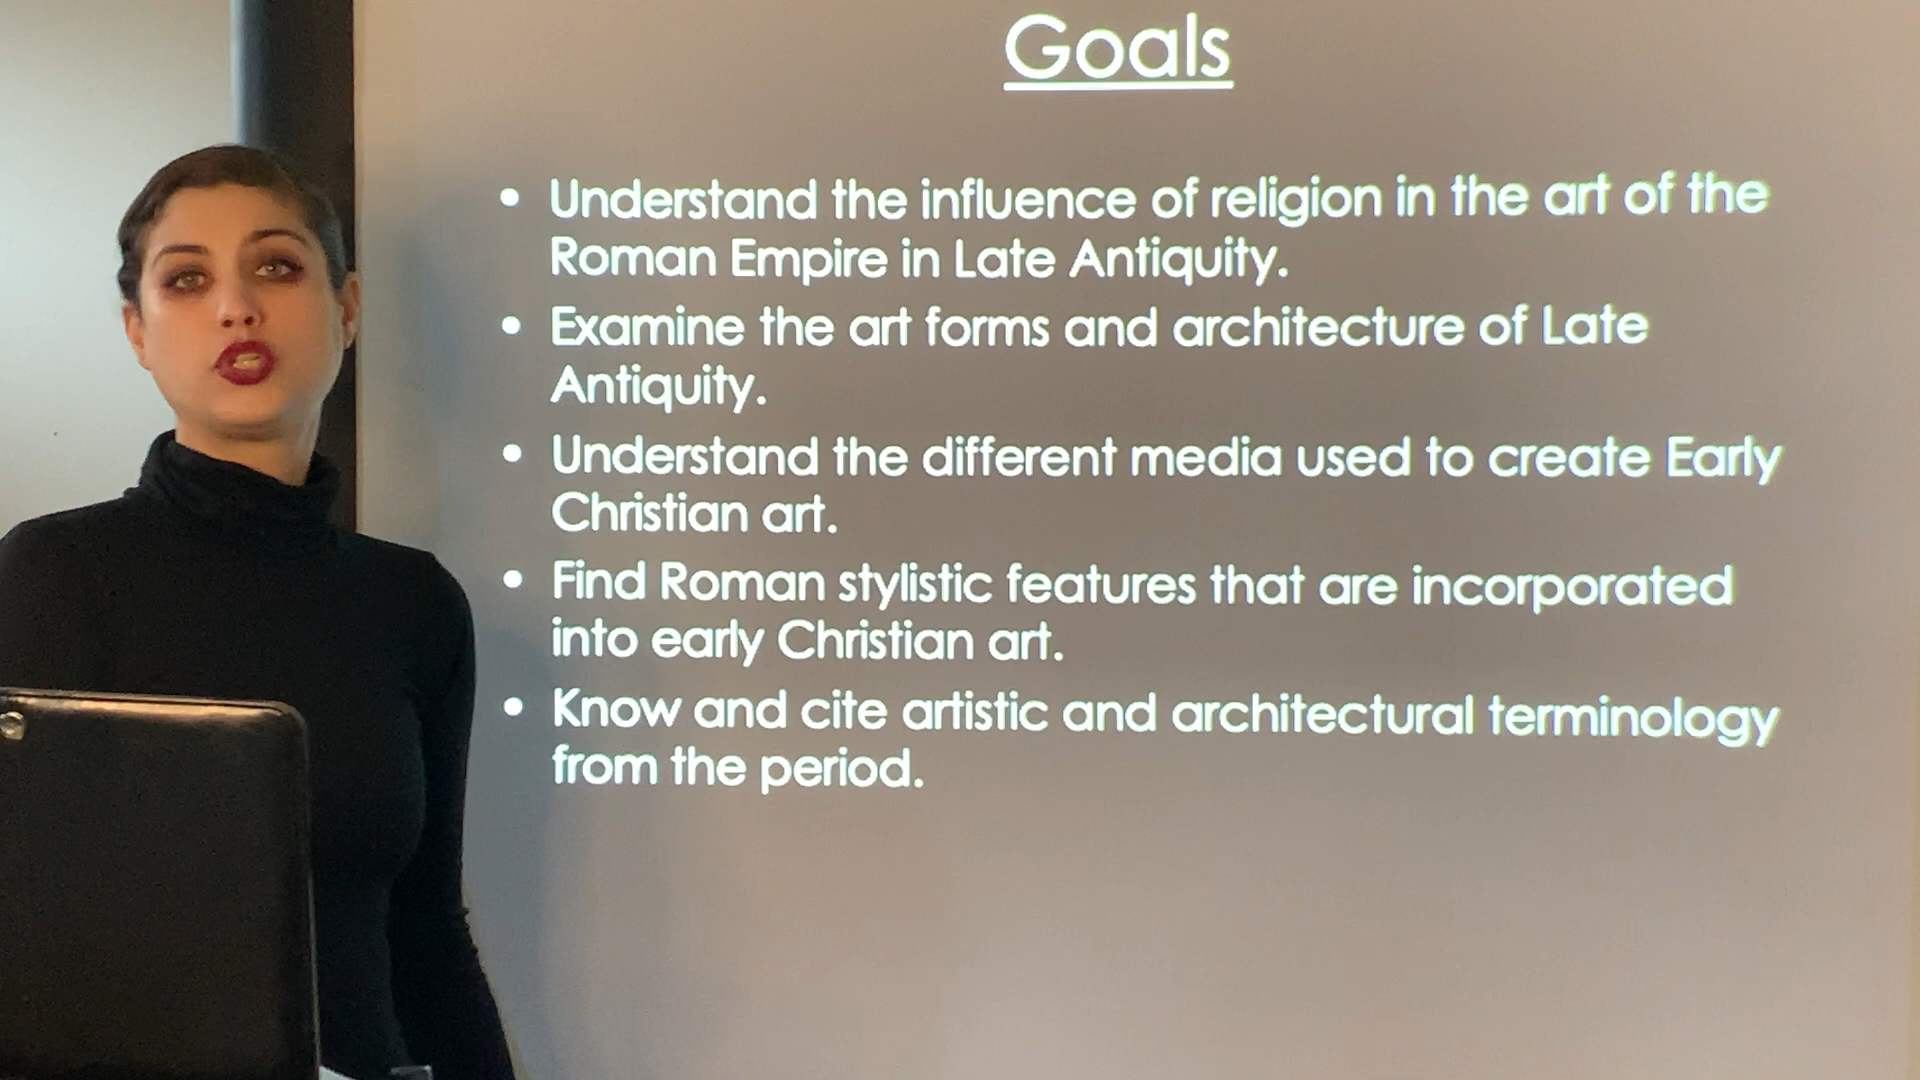 Goals
• Understand the influence of religion in the art of the
Roman Empire in Late Antiquity.
• Examine the art forms and architecture of Late
Antiquity.
• Understand the different media used to create Early
Christian art.
• Find Roman stylistic features that are incorporated
into early Christian art.
• Know and cite artistic and architectural terminology
from the period.